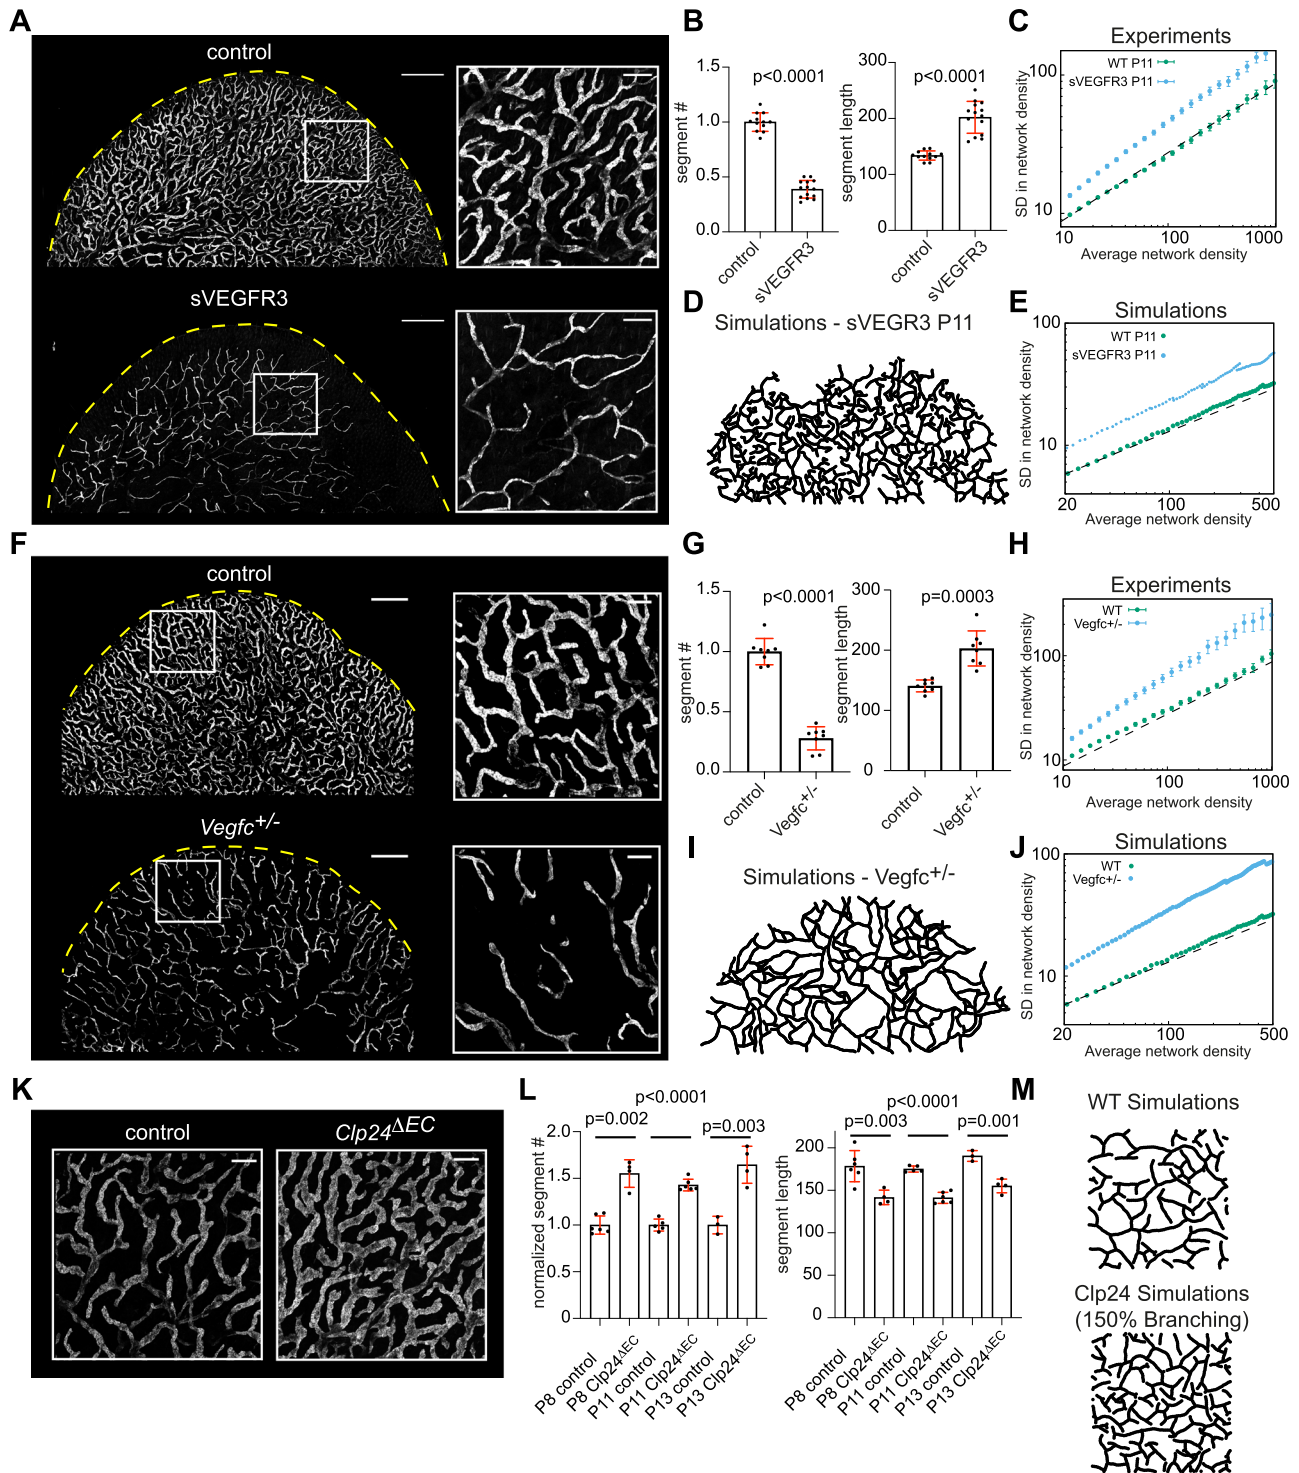 A
control
sVEGFR3
B
segment #
1.5
1.0
0.5
0.0
p<0.0001
control
sVEGFR3
segment length
300
200
100
0
p<0.0001
control
sVEGFR3
C
Experiments
WT P11
sVEGFR3 P11
SD in network density
100
10
10
100
1000
Average network density
D
Simulations - sVEGR3 P11
E
Simulations
WT P11
sVEGFR3 P11
SD in network density
100
10
20
100
500
Average network density
F
control
Vegfc+/-
G
segment #
1.5
1.0
0.5
0.0
p<0.0001
control
Vegfc+/-
segment length
300
200
100
0
p=0.0003
control
Vegfc+/-
H
Experiments
WT
Vegfc+/-
SD in network density
100
10
10
100
1000
Average network density
I
Simulations - Vegfc+/-
J
Simulations
WT
Vegfc+/-
SD in network density
100
10
20
100
500
Average network density
K
control
Clp24ΔEC
L
normalized segment #
2.0
1.5
1.0
0.5
0
p=0.002
p<0.0001
p=0.003
P8 control
P8 Clp24ΔEC
P11 control
P11 Clp24ΔEC
P13 control
P13 Clp24ΔEC
segment length
200
150
100
50
0
p=0.003
p<0.0001
p=0.001
P8 control
P8 Clp24ΔEC
P11 control
P11 Clp24ΔEC
P13 control
P13 Clp24ΔEC
M
WT Simulations
Clp24 Simulations
(150% Branching)